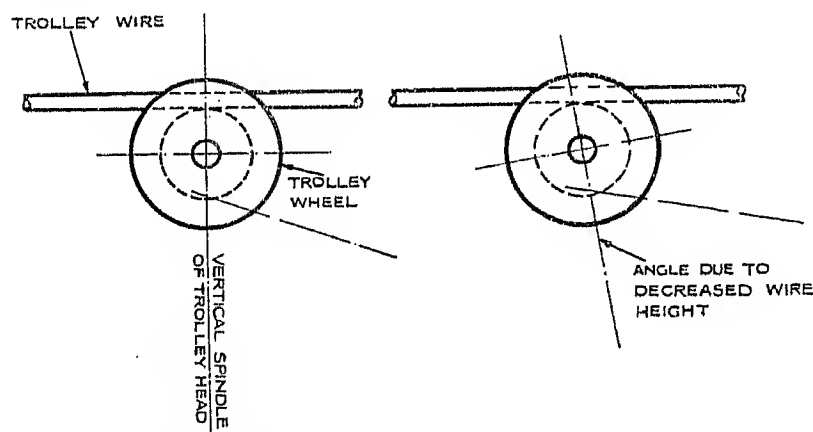 TROLLEY WIRE
TROLLEY
WHEEL
VERTICAL SPINDLE
OF TROLLEY HEAD
ANGLE DUE TO
DECREASED WIRE
HEIGHT